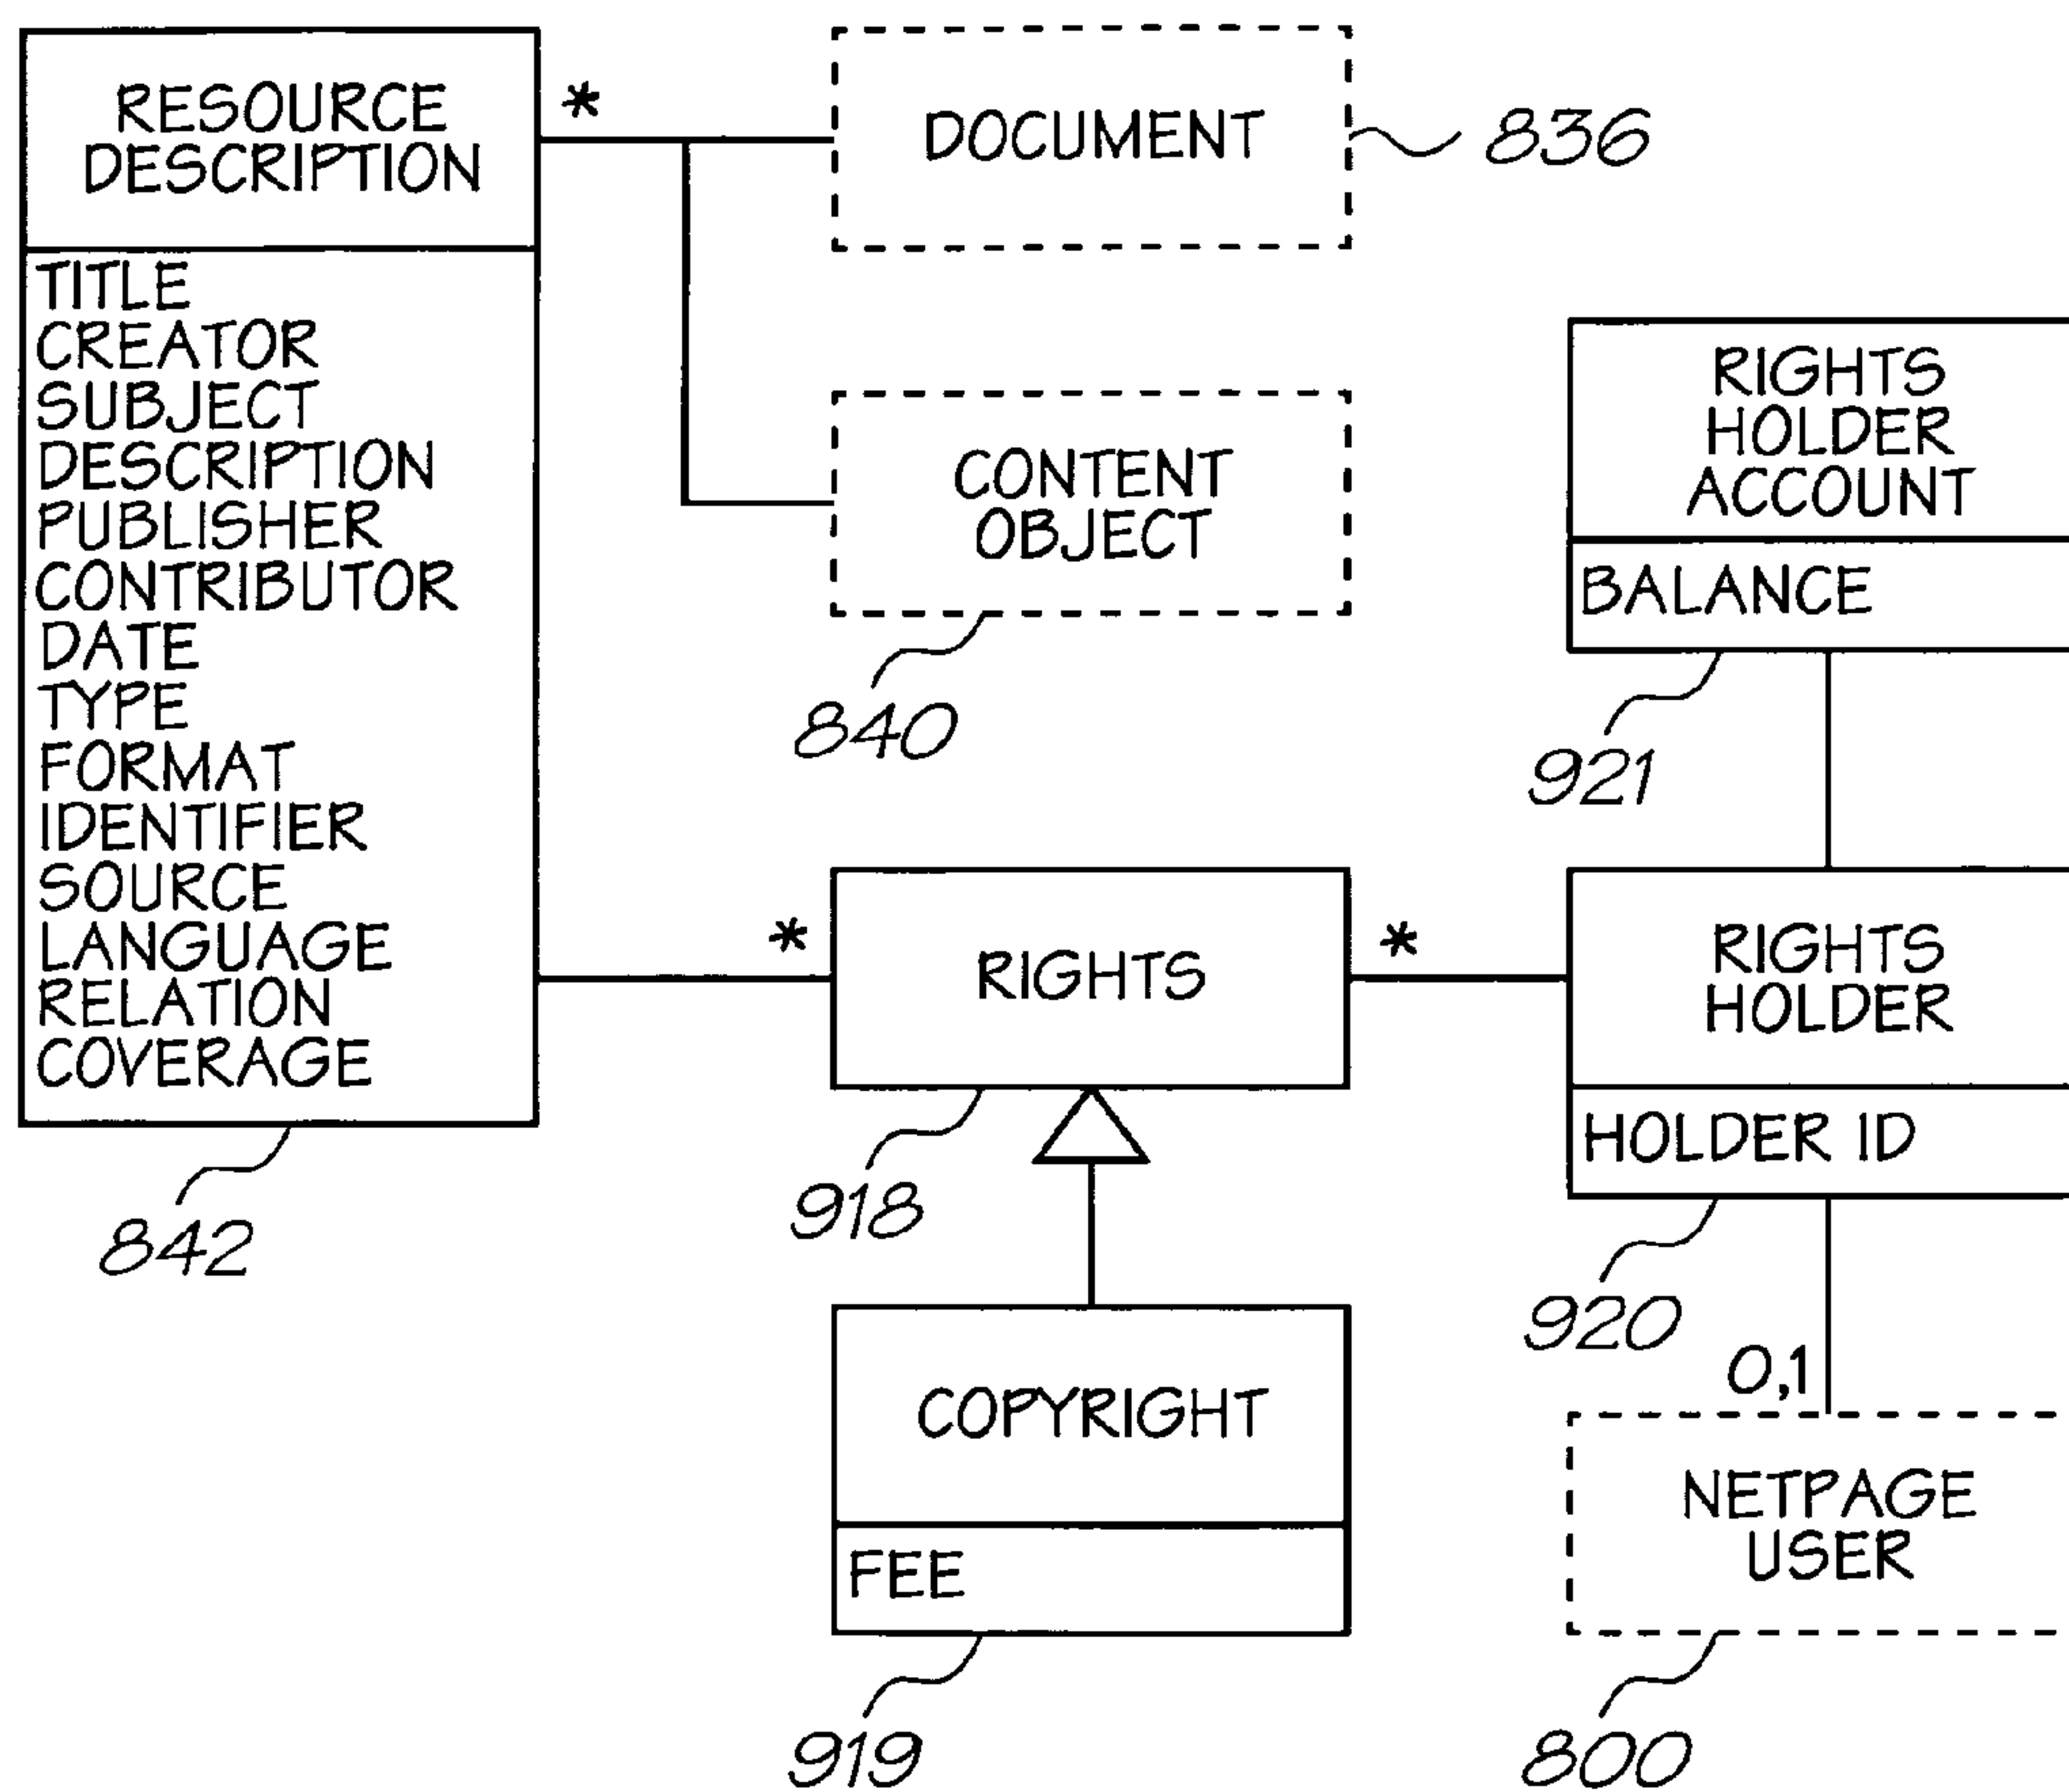 RESOURCE
DESCRIPTION
TITLE
CREATOR
SUBJECT
DESCRIPTION
PUBLISHER
CONTRIBUTOR
DATE
TYPE
FORMAT
IDENTIFIER
SOURCE
LANGUAGE
RELATION
COVERAGE
842
*
DOCUMENT
836
CONTENT
OBJECT
840
RIGHTS
HOLDER
ACCOUNT
BALANCE
921
*
RIGHTS
918
*
RIGHTS
HOLDER
HOLDER ID
920
COPYRIGHT
FEE
919
0,1
NETPAGE
USER
800